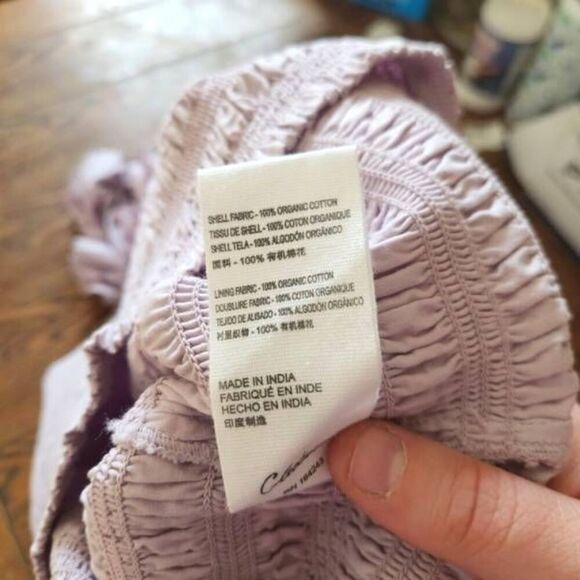 SHELL FABRIC - 100% ORGANIC COTTON
TISSU DE SHELL - 100% COTON ORGANIQUE
SHELL TELA - 100% ALGODÓN ORGÁNICO
面料 - 100% 有机棉花
LINING FABRIC - 100% ORGANIC COTTON
DOUBLURE FABRIC - 100% COTON ORGANIQUE
TEJIDO DE ALISADO - 100% ALGODÓN ORGÁNICO
衬里织物 - 100% 有机棉花
MADE IN INDIA
FABRIQUÉ EN INDE
HECHO EN INDIA
印度制造